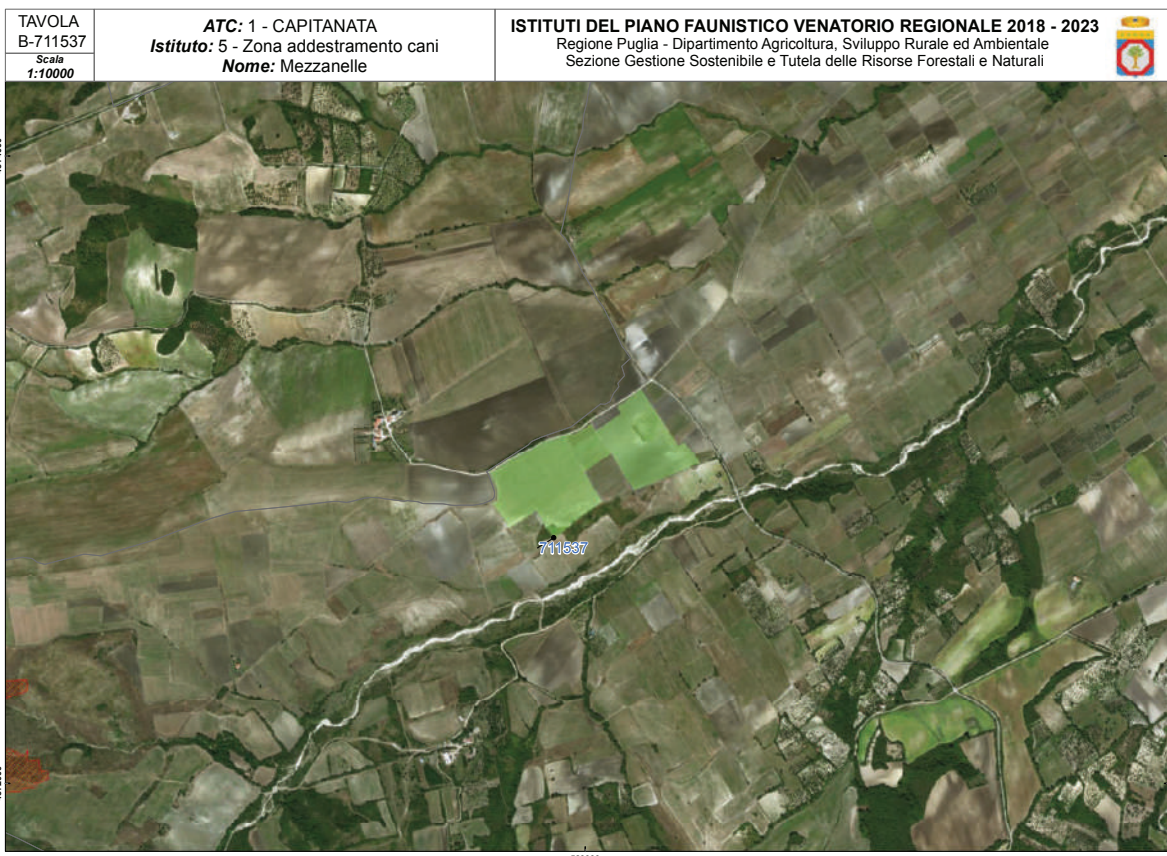 TAVOLA
B-711537
Scala
1:10000
ATC: 1 - CAPITANATA
Istituto: 5 - Zona addestramento cani
Nome: Mezzanelle
ISTITUTI DEL PIANO FAUNISTICO VENATORIO REGIONALE 2018 - 2023
Regione Puglia - Dipartimento Agricoltura, Sviluppo Rurale ed Ambientale
Sezione Gestione Sostenibile e Tutela delle Risorse Forestali e Naturali
711537